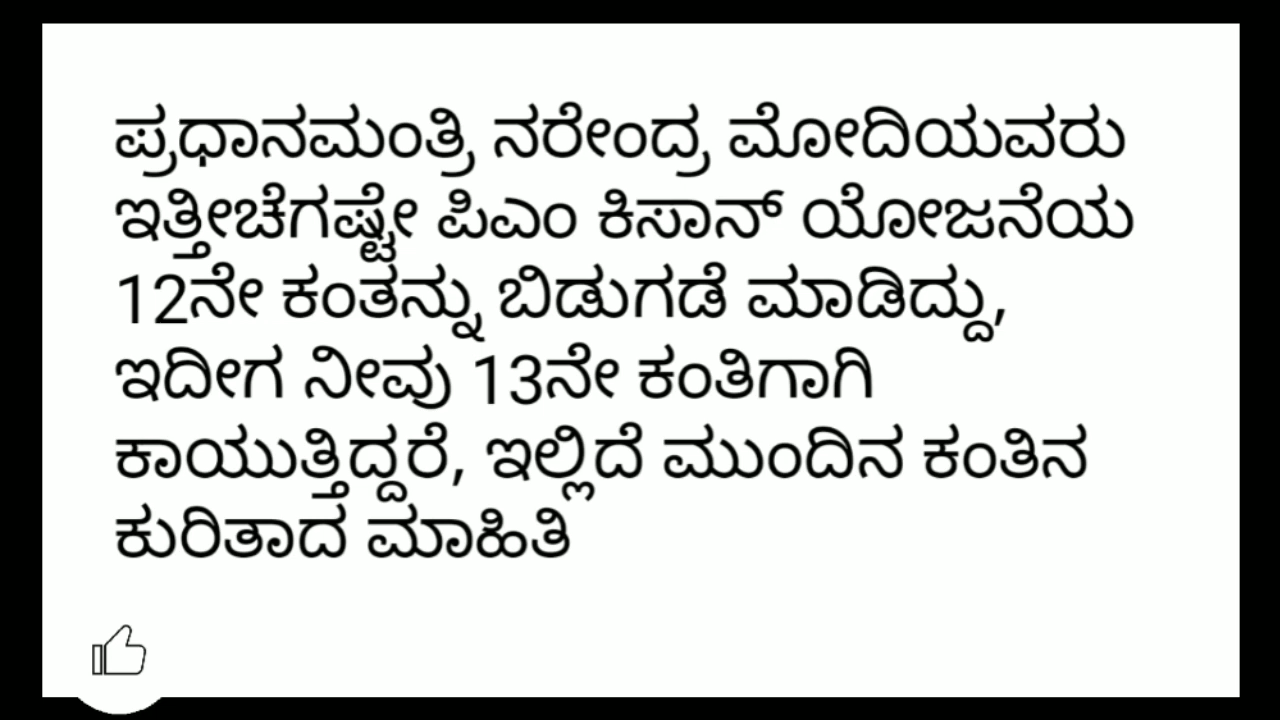 ಪ್ರಧಾನಮಂತ್ರಿ ನರೇಂದ್ರ ಮೋದಿಯವರು
ಇತ್ತೀಚೆಗಷ್ಟೇ ಪಿಎಂ ಕಿಸಾನ್ ಯೋಜನೆಯ
12ನೇ ಕಂತನ್ನು ಬಿಡುಗಡೆ ಮಾಡಿದ್ದು,
ಇದೀಗ ನೀವು 13ನೇ ಕಂತಿಗಾಗಿ
ಕಾಯುತ್ತಿದ್ದರೆ, ಇಲ್ಲಿದೆ ಮುಂದಿನ ಕಂತಿನ
ಕುರಿತಾದ ಮಾಹಿತಿ